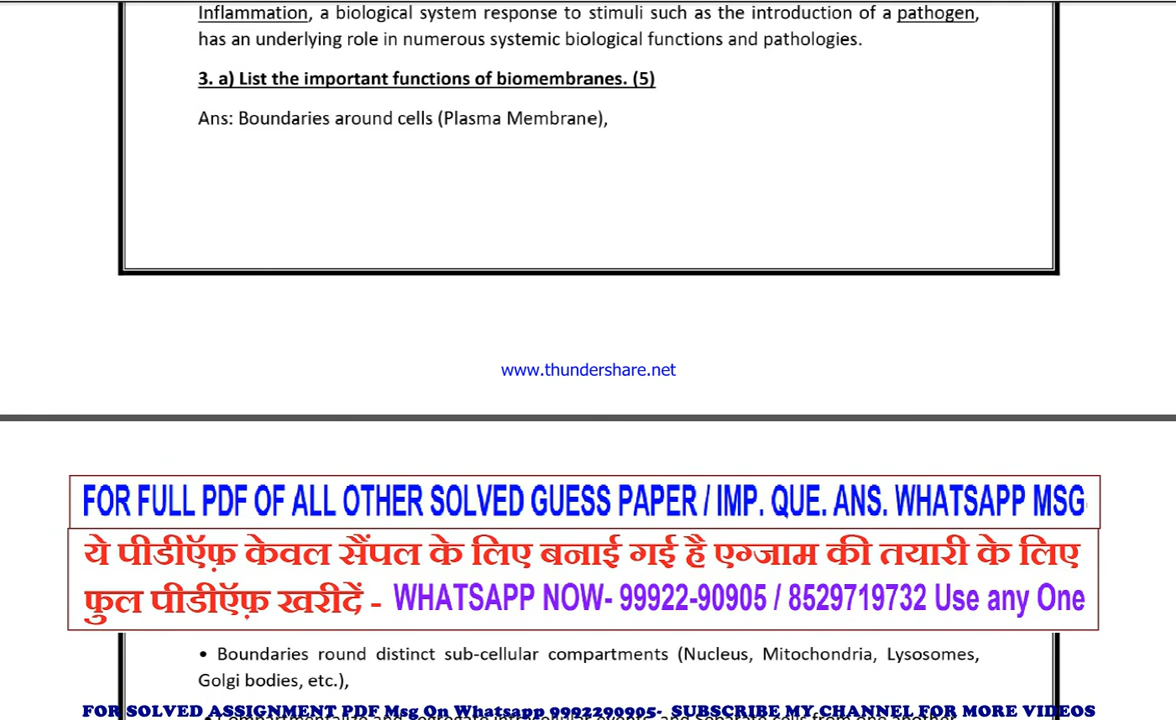 Inflammation, a biological system response to stimuli such as the introduction of a pathogen,
has an underlying role in numerous systemic biological functions and pathologies.
3. a) List the important functions of biomembranes. (5)
Ans: Boundaries around cells (Plasma Membrane),
www.thundershare.net
FOR FULL PDF OF ALL OTHER SOLVED GUESS PAPER / IMP. QUE. ANS. WHATSAPP MSG
ये पीडीऍफ़ केवल सैंपल के लिए बनाई गई है एग्जाम की तयारी के लिए
फुल पीडीऍफ़ खरीदें - WHATSAPP NOW- 99922-90905 / 8529719732 Use any One
• Boundaries round distinct sub-cellular compartments (Nucleus, Mitochondria, Lysosomes,
Golgi bodies, etc.),
FOR SOLVED ASSIGNMENT PDF Msg On Whatsapp 9992290905- SUBSCRIBE MY CHANNEL FOR MORE VIDEOS